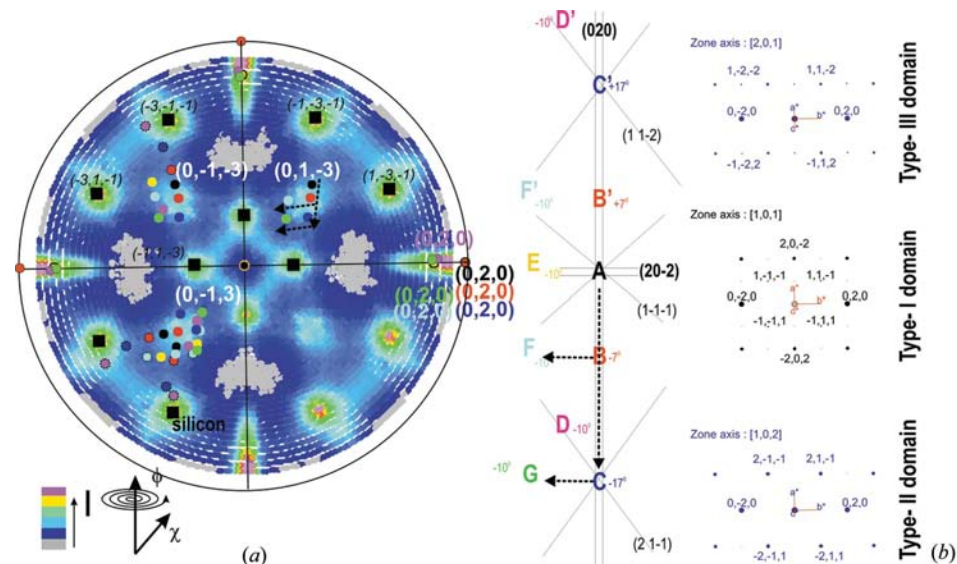 (-3,-1,-1)
(-1,-3,-1)
(0,-1,-3)
(0,1,-3)
(-3,1,-1)
(1,-3,-1)
(0,2,0)
(0,2,0)
(0,2,0)
(0,2,0)
(0,2,0)
(0,2,0)
(0,-1,3)
silicon
I
ϕ
χ
(a)
D'
-10°
(020)
C'+17°
(1 1-2)
F'
-10°
B'+7°
E
A
(20-2)
(1-1-1)
F
B-7°
D
-10°
G
-10°
C-17°
(2 1-1)
Zone axis : [2,0,1]
1,-2,-2
1,1,-2
0,-2,0
a*
0,2,0
b*
c*
-1,-2,2
-1,1,2
Type- III domain
Zone axis : [1,0,1]
2,0,-2
1,-1,-1
1,1,-1
a*
0,-2,0
0,2,0
b*
c*
-1,-1,1
-1,1,1
-2,0,2
Type- I domain
Zone axis : [1,0,2]
2,-1,-1
2,1,-1
0,-2,0
a*
0,2,0
b*
-2,-1,1
-2,1,1
Type- II domain
(b)